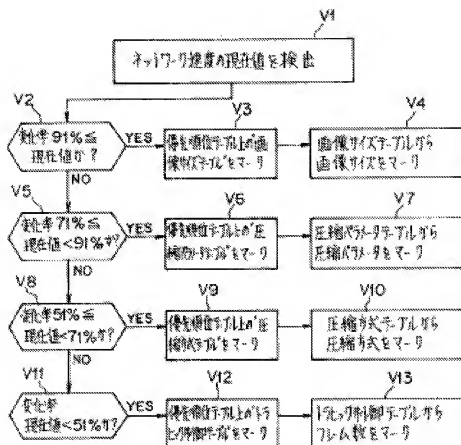 V1
ネットワーク速度の現在値を検出
V2
変化率91%≦
現在値か?
YES
NO
V3
優先順位テーブル上の画
像サイズテーブルをマーク
V4
画像サイズテーブルから
画像サイズをマーク
V5
変化率71%≦
現在値<91%か?
YES
NO
V6
優先順位テーブル上の圧
縮パラメータテーブルをマーク
V7
圧縮パラメータテーブルから
圧縮パラメータをマーク
V8
変化率51%≦
現在値<71%か?
YES
NO
V9
優先順位テーブル上の圧
縮方式テーブルをマーク
V10
圧縮方式テーブルから
圧縮方式をマーク
V11
変化率
現在値<51%か?
YES
V12
優先順位テーブル上のトラ
ヒック制御テーブルをマーク
V13
トラヒック制御テーブルから
フレーム数をマーク